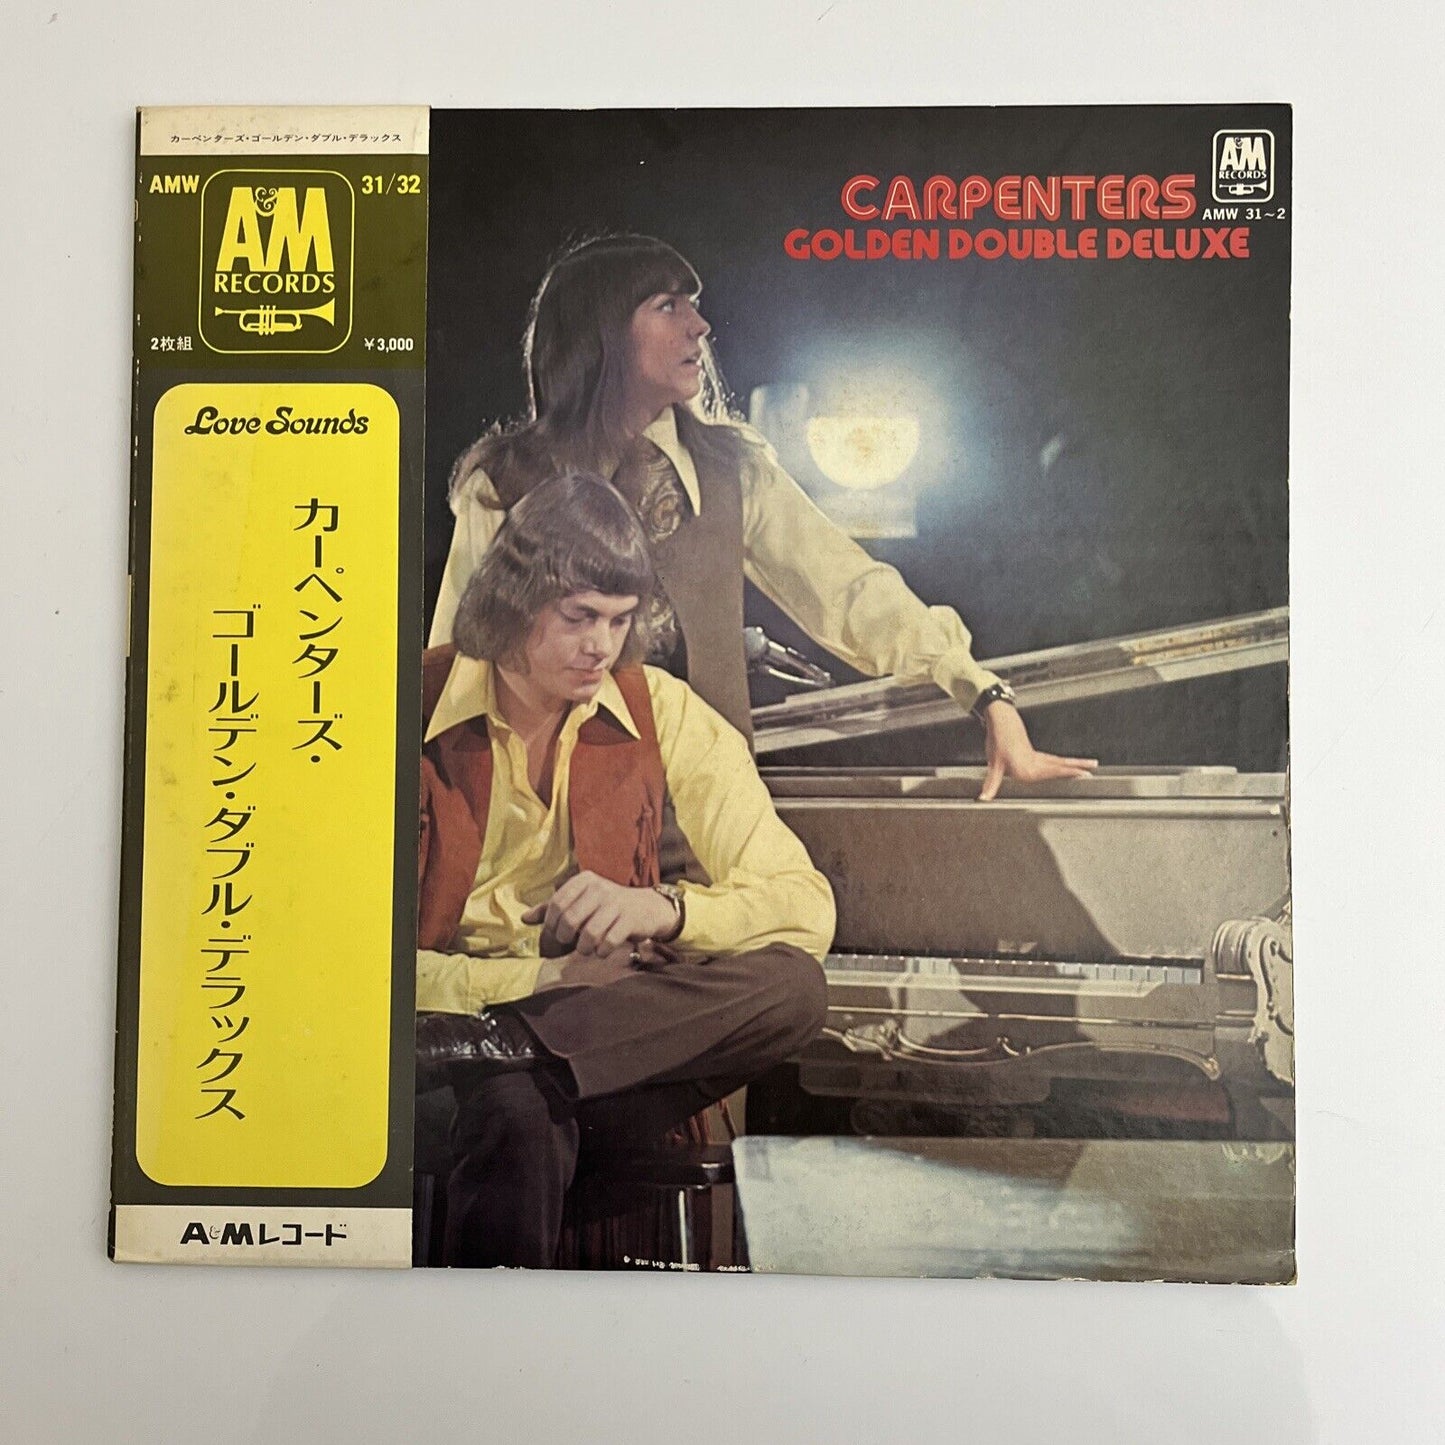 カーペンターズ・ゴールデン・ダブル・デラックス
AMW
31/32
A&M
RECORDS
2枚組
¥3,000
Love Sounds
カーペンターズ・
ゴールデン・ダブル・デラックス
A&Mレコード
A&M
RECORDS
CARPENTERS
AMW 31~2
GOLDEN DOUBLE DELUXE